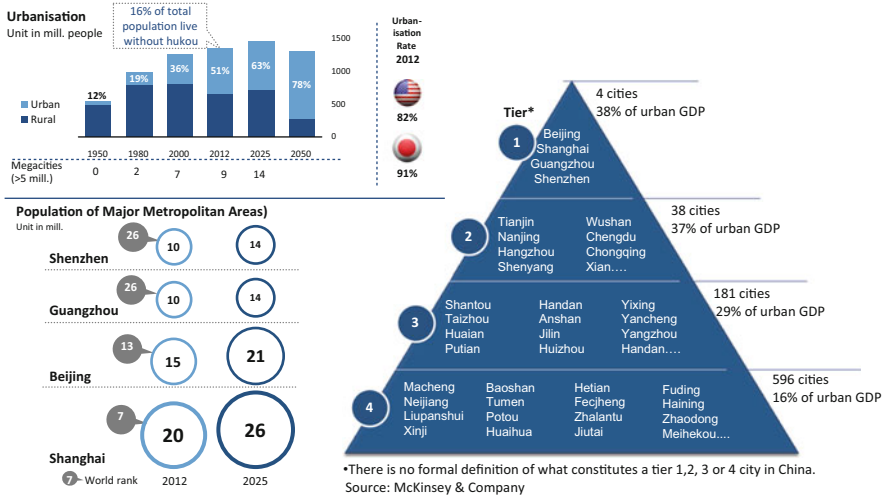 Urbanisation
Unit in mill. people
16% of total
population live
without hukou
1500
1000
500
0
12%
19%
36%
51%
63%
78%
Urban
Rural
1950 1980 2000 2012 2025 2050
Megacities
(>5 mill.)
0 2 7 9 14
Urban-
isation
Rate
2012
82%
91%
Population of Major Metropolitan Areas)
Unit in mill.
26
10
14
Shenzhen
26
10
14
Guangzhou
13
15
21
Beijing
7
20
26
Shanghai
7 World rank
2012 2025
Tier*
1
Beijing
Shanghai
Guangzhou
Shenzhen
4 cities
38% of urban GDP
2
Tianjin Wushan
Nanjing Chengdu
Hangzhou Chongqing
Shenyang Xian....
38 cities
37% of urban GDP
3
Shantou Handan Yixing
Taizhou Anshan Yancheng
Huaian Jilin Yangzhou
Putian Huizhou Handan....
181 cities
29% of urban GDP
4
Macheng Baoshan Hetian Fuding
Neijiang Tumen Fecjheng Haining
Liupanshui Potou Zhalantu Zhaodong
Xinji Huaihua Jiutai Meihekou....
596 cities
16% of urban GDP
•There is no formal definition of what constitutes a tier 1,2, 3 or 4 city in China.
Source: McKinsey & Company